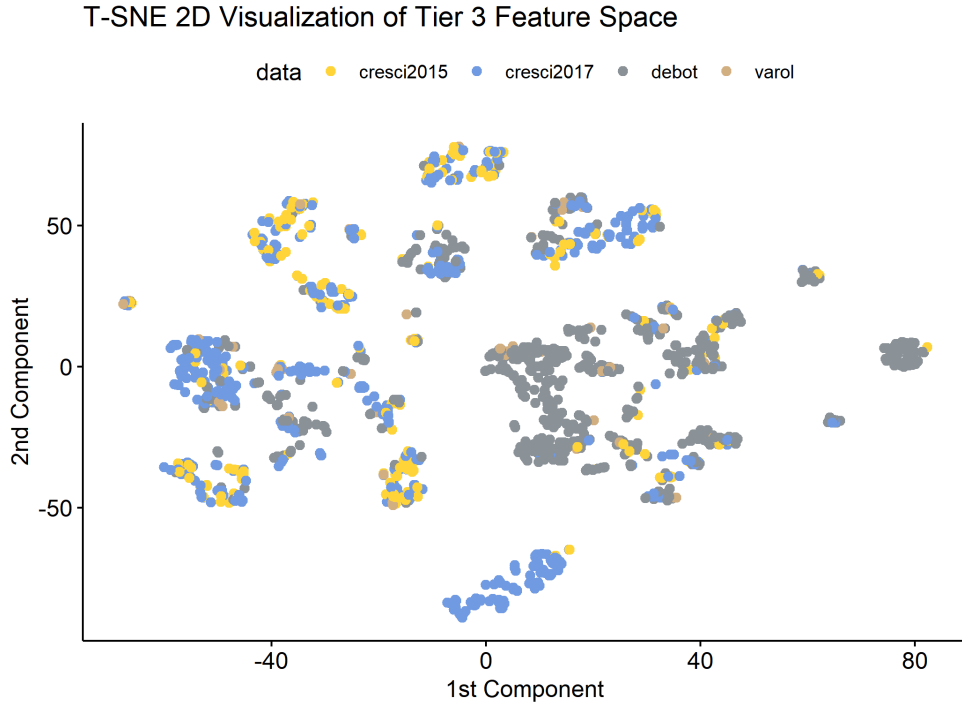 T-SNE 2D Visualization of Tier 3 Feature Space
data cresci2015 cresci2017 debot varol
50
0
-50
2nd Component
-40 0 40 80
1st Component